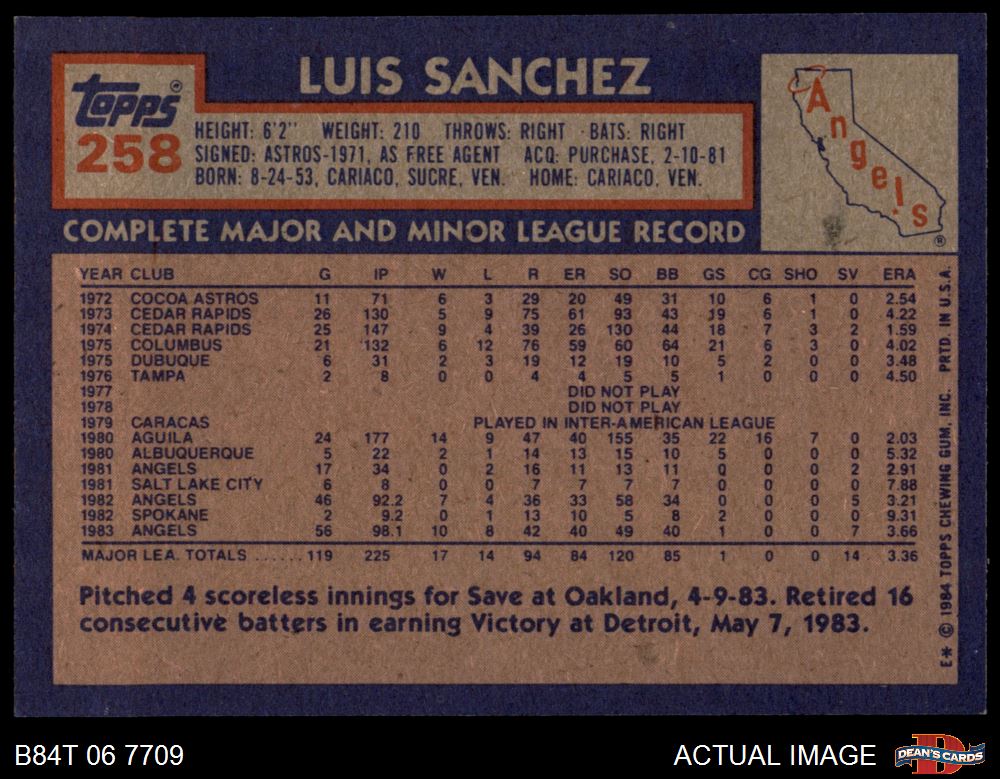 LUIS SANCHEZ
topps®
258
HEIGHT: 6'2" WEIGHT: 210 THROWS: RIGHT BATS: RIGHT
SIGNED: ASTROS-1971, AS FREE AGENT ACQ: PURCHASE, 2-10-81
BORN: 8-24-53, CARIACO, SUCRE, VEN. HOME: CARIACO, VEN.
Angels
®
COMPLETE MAJOR AND MINOR LEAGUE RECORD
YEAR CLUB G IP W L R ER SO BB GS CG SHO SV ERA
1972 COCOA ASTROS 11 71 6 3 29 20 49 31 10 6 1 0 2.54
1973 CEDAR RAPIDS 26 130 5 9 75 61 93 43 19 6 1 0 4.22
1974 CEDAR RAPIDS 25 147 9 4 39 26 130 44 18 7 3 2 1.59
1975 COLUMBUS 21 132 6 12 76 59 60 64 21 6 3 0 4.02
1975 DUBUQUE 6 31 2 3 19 12 19 10 5 2 0 0 3.48
1976 TAMPA 2 8 0 0 4 4 5 5 1 0 0 0 4.50
1977 DID NOT PLAY
1978 DID NOT PLAY
1979 CARACAS PLAYED IN INTER-AMERICAN LEAGUE
1980 AGUILA 24 177 14 9 47 40 155 35 22 16 7 0 2.03
1980 ALBUQUERQUE 5 22 2 1 14 13 15 10 5 0 0 0 5.32
1981 ANGELS 17 34 0 2 16 11 13 11 0 0 0 2 2.91
1981 SALT LAKE CITY 6 8 0 0 7 7 7 7 0 0 0 0 7.88
1982 ANGELS 46 92.2 7 4 36 33 58 34 0 0 0 5 3.21
1982 SPOKANE 2 9.2 0 1 13 10 5 8 2 0 0 0 9.31
1983 ANGELS 56 98.1 10 8 42 40 49 40 1 0 0 7 3.66
MAJOR LEA. TOTALS ...... 119 225 17 14 94 84 120 85 1 0 0 14 3.36
Pitched 4 scoreless innings for Save at Oakland, 4-9-83. Retired 16
consecutive batters in earning Victory at Detroit, May 7, 1983.
E* © 1984 TOPPS CHEWING GUM, INC. PRTD. IN U.S.A.
B84T 06 7709
ACTUAL IMAGE
DEAN'S CARDS